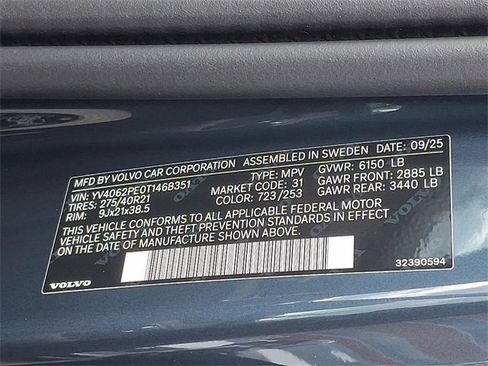 MFD BY VOLVO CAR CORPORATION ASSEMBLED IN SWEDEN DATE: 09/25
VIN: YV4062PE0T1468351 TYPE: MPV GVWR: 6150 LB
TIRES: 275/40R21 MARKET CODE: 31 GAWR FRONT: 2885 LB
RIM: 9Jx21x38.5 COLOR: 723/253 GAWR REAR: 3440 LB
THIS VEHICLE CONFORMS TO ALL APPLICABLE FEDERAL MOTOR
VEHICLE SAFETY AND THEFT PREVENTION STANDARDS IN EFFECT
ON THE DATE OF MANUFACTURE SHOWN ABOVE.
VOLVO 32390594